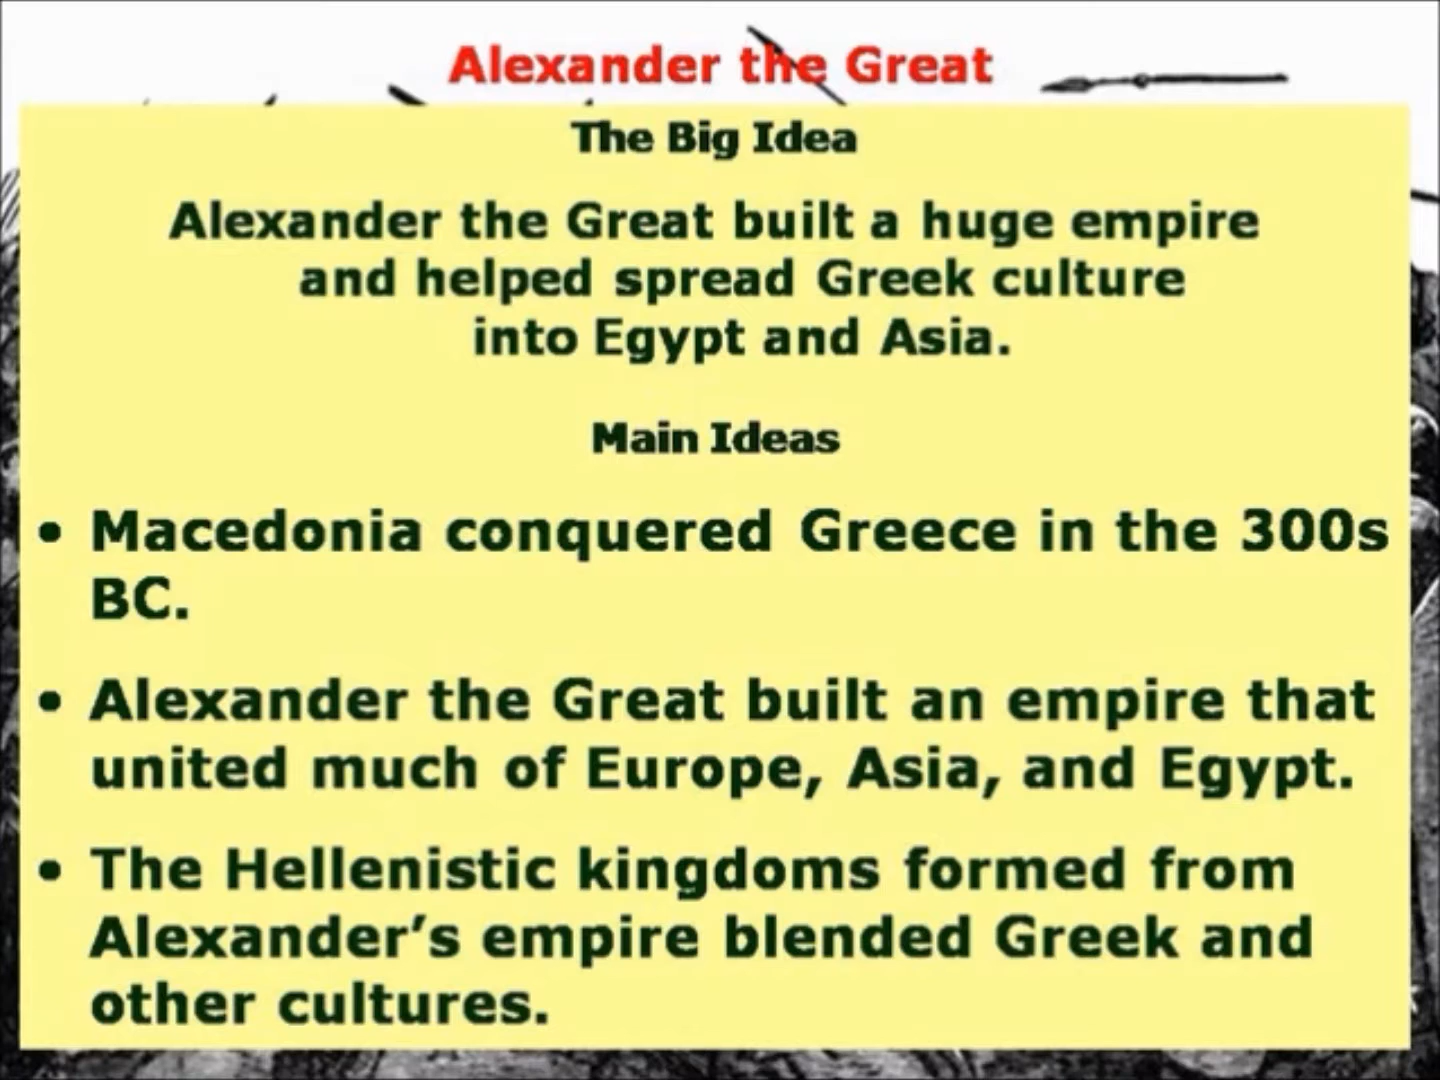 Alexander the Great
The Big Idea
Alexander the Great built a huge empire
and helped spread Greek culture
into Egypt and Asia.
Main Ideas
• Macedonia conquered Greece in the 300s
BC.
• Alexander the Great built an empire that
united much of Europe, Asia, and Egypt.
• The Hellenistic kingdoms formed from
Alexander’s empire blended Greek and
other cultures.